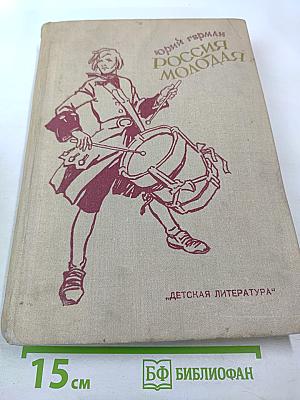 Юрий Герман
РОССИЯ
МОЛОДАЯ
„ДЕТСКАЯ ЛИТЕРАТУРА"
15 см
БФ БИБЛИОФАН